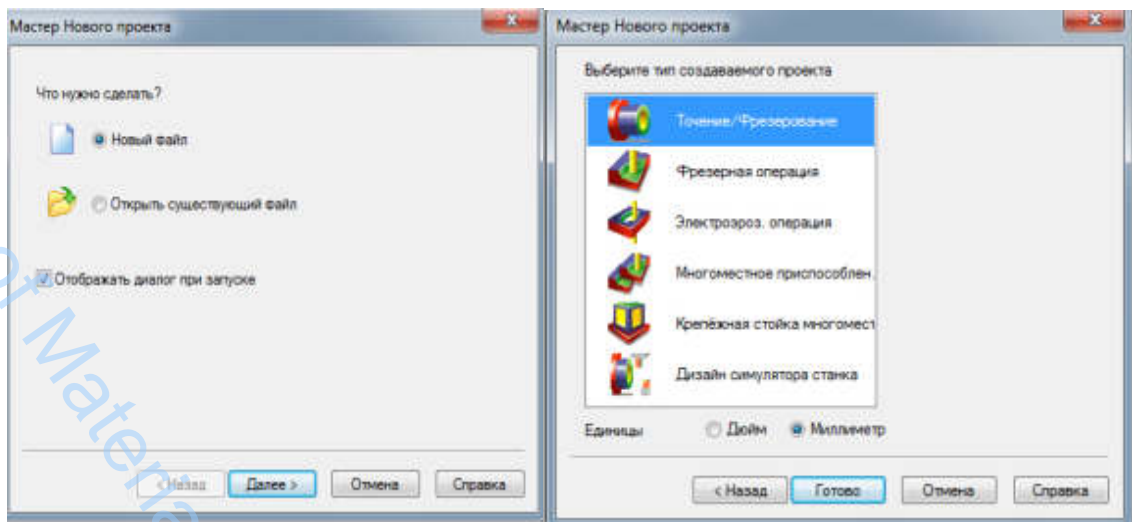 Мастер Нового проекта
Что нужно сделать?
Новый файл
Открыть существующий файл
Отображать диалог при запуске
< Назад Далее > Отмена Справка
Мастер Нового проекта
Выберите тип создаваемого проекта
Точение/Фрезерование
Фрезерная операция
Электроэроз. операция
Многоместное приспособлен.
Крепёжная стойка многомест
Дизайн симулятора станка
Единицы Дюйм Миллиметр
< Назад Готово Отмена Справка
of Materia